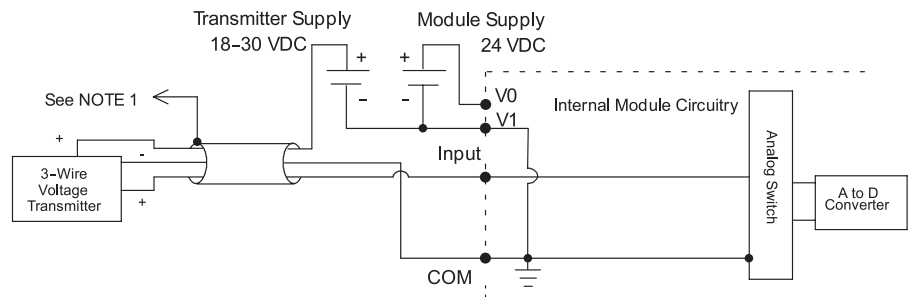 Transmitter Supply
18–30 VDC
Module Supply
24 VDC
+
-
+
-
See NOTE 1
V0
V1
Internal Module Circuitry
+
-
+
3–Wire
Voltage
Transmitter
Input
COM
Analog Switch
A to D
Converter